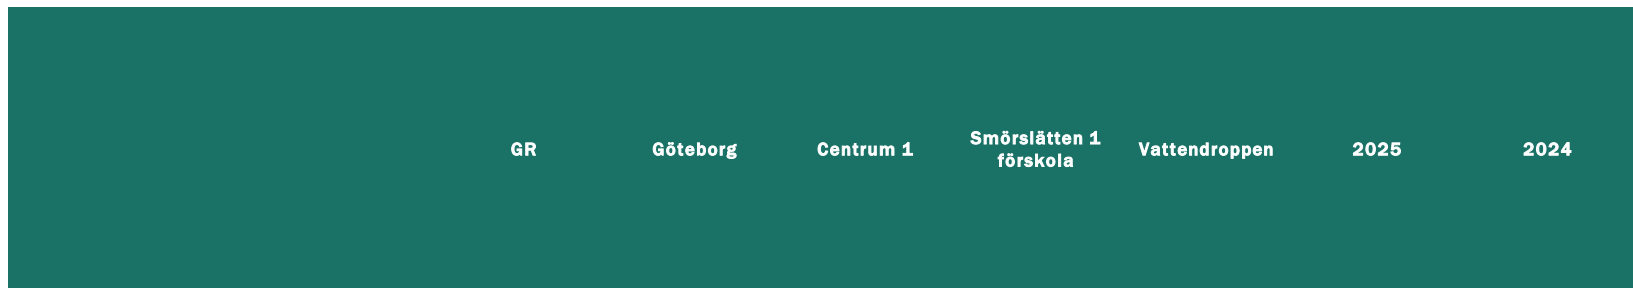 GR
Göteborg
Centrum 1
Smörslätten 1
förskola
Vattendroppen
2025
2024